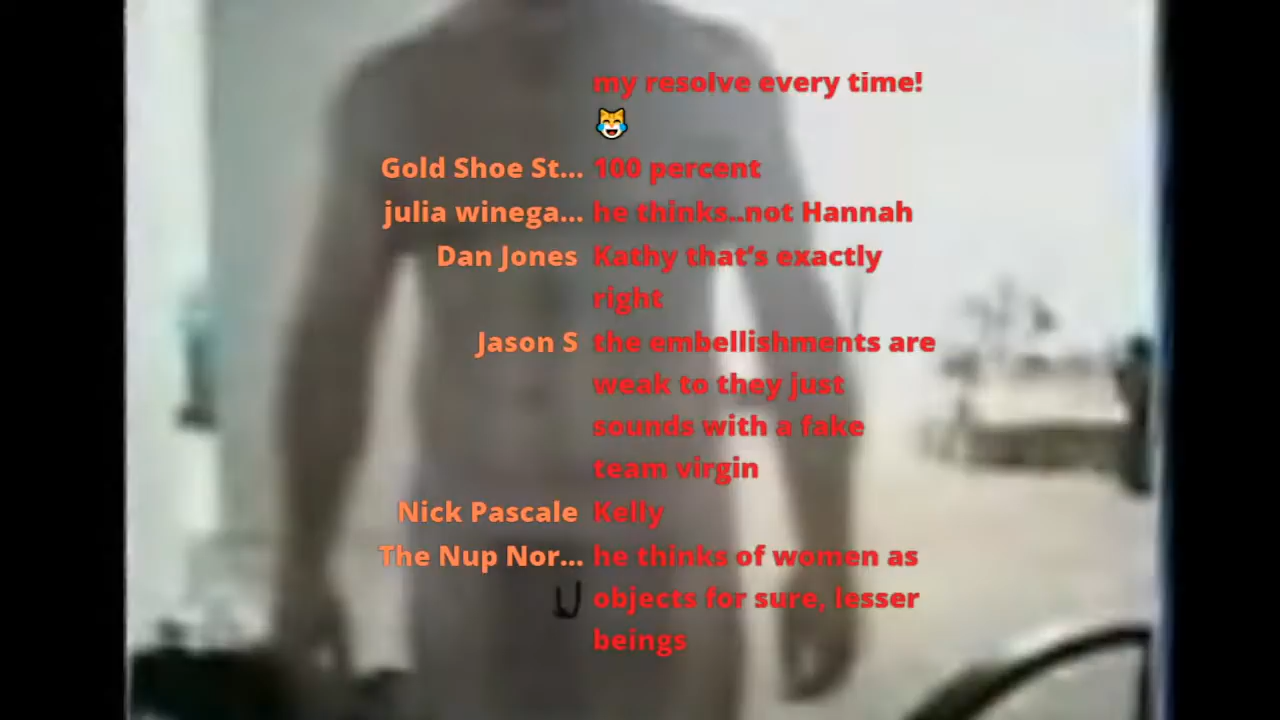 my resolve every time!
😹
Gold Shoe St... 100 percent
julia winega... he thinks..not Hannah
Dan Jones Kathy that's exactly
right
Jason S the embellishments are
weak to they just
sounds with a fake
team virgin
Nick Pascale Kelly
The Nup Nor... he thinks of women as
objects for sure, lesser
beings